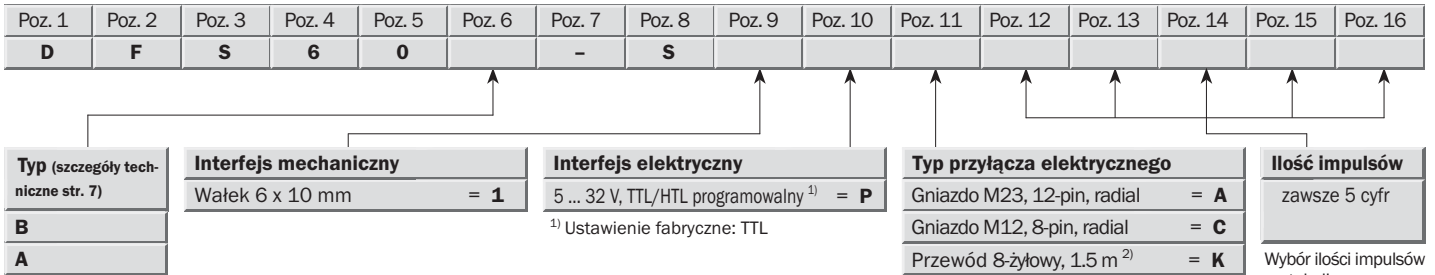 Poz. 1 Poz. 2 Poz. 3 Poz. 4 Poz. 5 Poz. 6 Poz. 7 Poz. 8 Poz. 9 Poz. 10 Poz. 11 Poz. 12 Poz. 13 Poz. 14 Poz. 15 Poz. 16
D F S 6 0 – S
Typ (szczegóły tech-
niczne str. 7)
B
A
Interfejs mechaniczny
Wałek 6 x 10 mm = 1
Interfejs elektryczny
5 ... 32 V, TTL/HTL programowalny 1) = P
1) Ustawienie fabryczne: TTL
Typ przyłącza elektrycznego
Gniazdo M23, 12-pin, radial = A
Gniazdo M12, 8-pin, radial = C
Przewód 8-żyłowy, 1.5 m 2) = K
Ilość impulsów
zawsze 5 cyfr
Wybór ilości impulsów